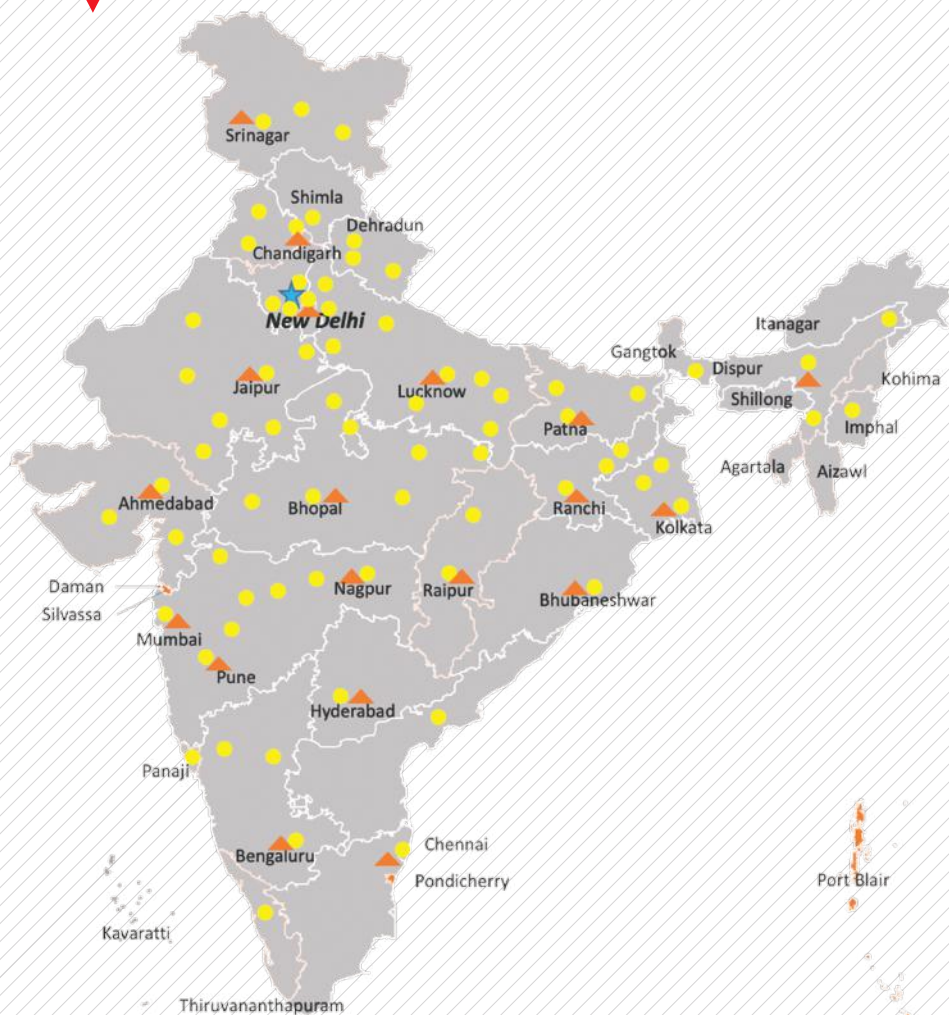 Srinagar
Shimla
Dehradun
Chandigarh
New Delhi
Itanagar
Gangtok
Dispur
Kohima
Jaipur
Lucknow
Shillong
Patna
Imphal
Agartala
Aizawl
Ahmedabad
Bhopal
Ranchi
Kolkata
Daman
Nagpur
Raipur
Bhubaneshwar
Silvassa
Mumbai
Pune
Hyderabad
Panaji
Chennai
Bengaluru
Pondicherry
Port Blair
Kavaratti
Thiruvananthapuram